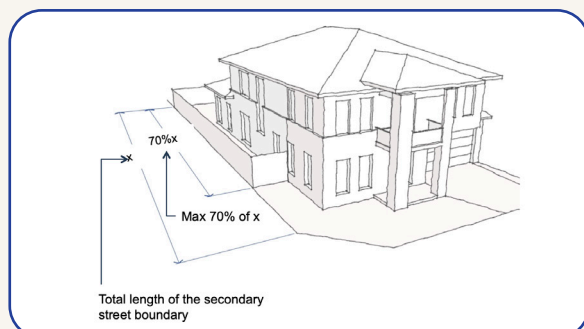 70%x
x
Max 70% of x
Total length of the secondary
street boundary